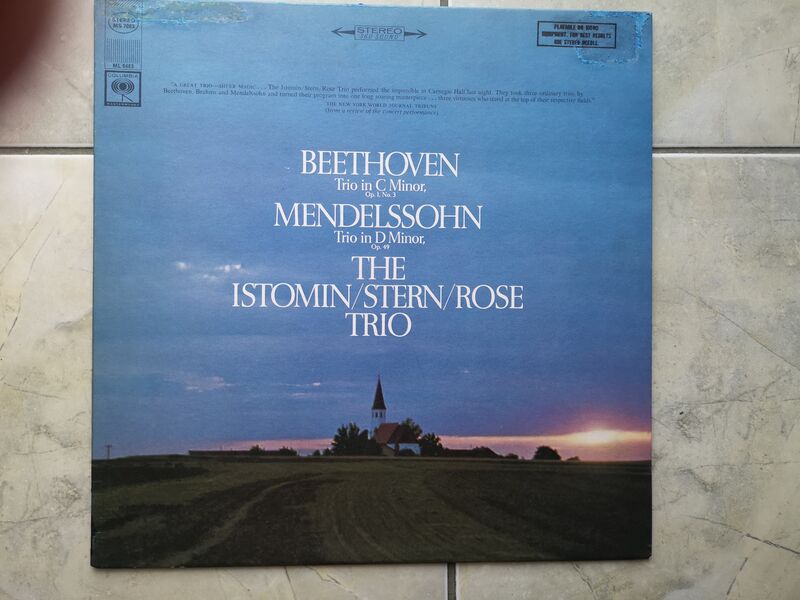 STEREO
MS 7083
STEREO
"360 SOUND"
PLAYABLE ON MONO
EQUIPMENT. FOR BEST RESULTS
USE STEREO NEEDLE.
ML 6483
COLUMBIA
MASTERWORKS
"A GREAT TRIO—SHEER MAGIC . . . The Istomin/Stern/Rose Trio performed the impossible in Carnegie Hall last night. They took three ordinary trios by
Beethoven, Brahms and Mendelssohn and turned their program into one long soaring masterpiece . . . three virtuosos who stand at the top of their respective fields."
THE NEW YORK WORLD JOURNAL TRIBUNE
(from a review of the concert performance)
BEETHOVEN
Trio in C Minor,
Op. 1, No. 3
MENDELSSOHN
Trio in D Minor,
Op. 49
THE
ISTOMIN/STERN/ROSE
TRIO